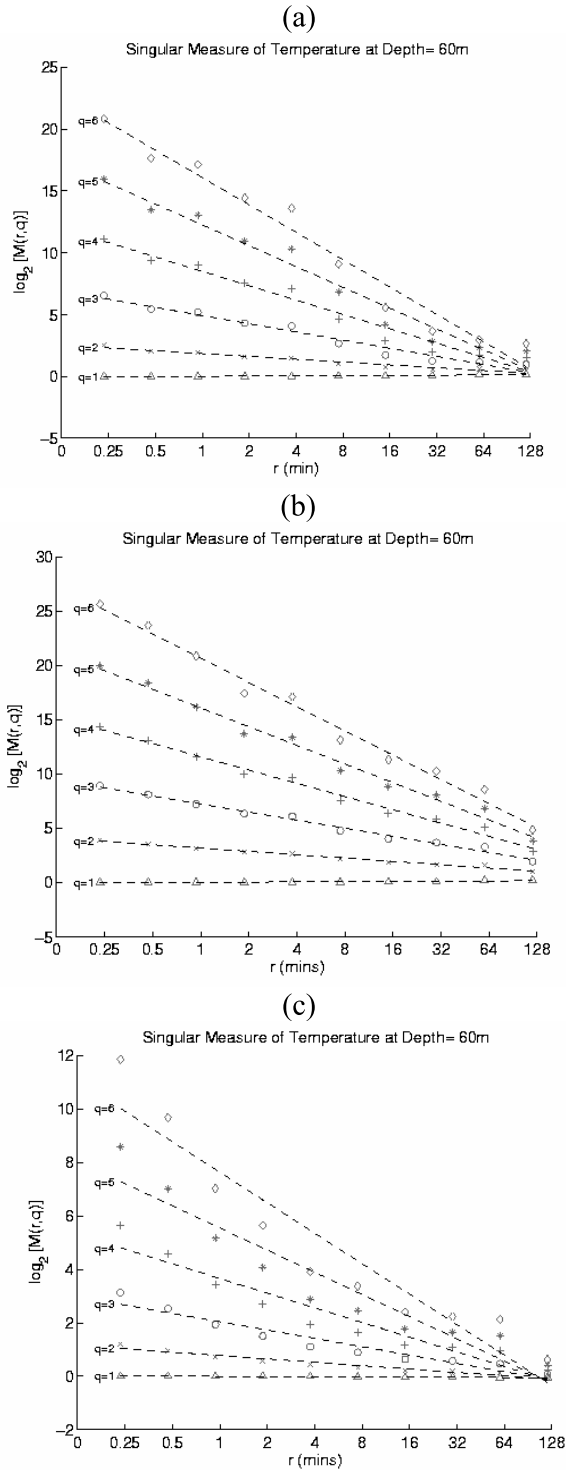 (a)
Singular Measure of Temperature at Depth= 60m
25
20
15
10
5
0
−5
log2 [M(r,q)]
q=6
q=5
q=4
q=3
q=2
q=1
0 0.25 0.5 1 2 4 8 16 32 64 128
r (min)
(b)
Singular Measure of Temperature at Depth= 60m
30
25
20
15
10
5
0
−5
log2 [M(r,q)]
q=6
q=5
q=4
q=3
q=2
q=1
0 0.25 0.5 1 2 4 8 16 32 64 128
r (mins)
(c)
Singular Measure of Temperature at Depth= 60m
12
10
8
6
4
2
0
−2
log2 [M(r,q)]
q=6
q=5
q=4
q=3
q=2
q=1
0 0.25 0.5 1 2 4 8 16 32 64 128
r (mins)